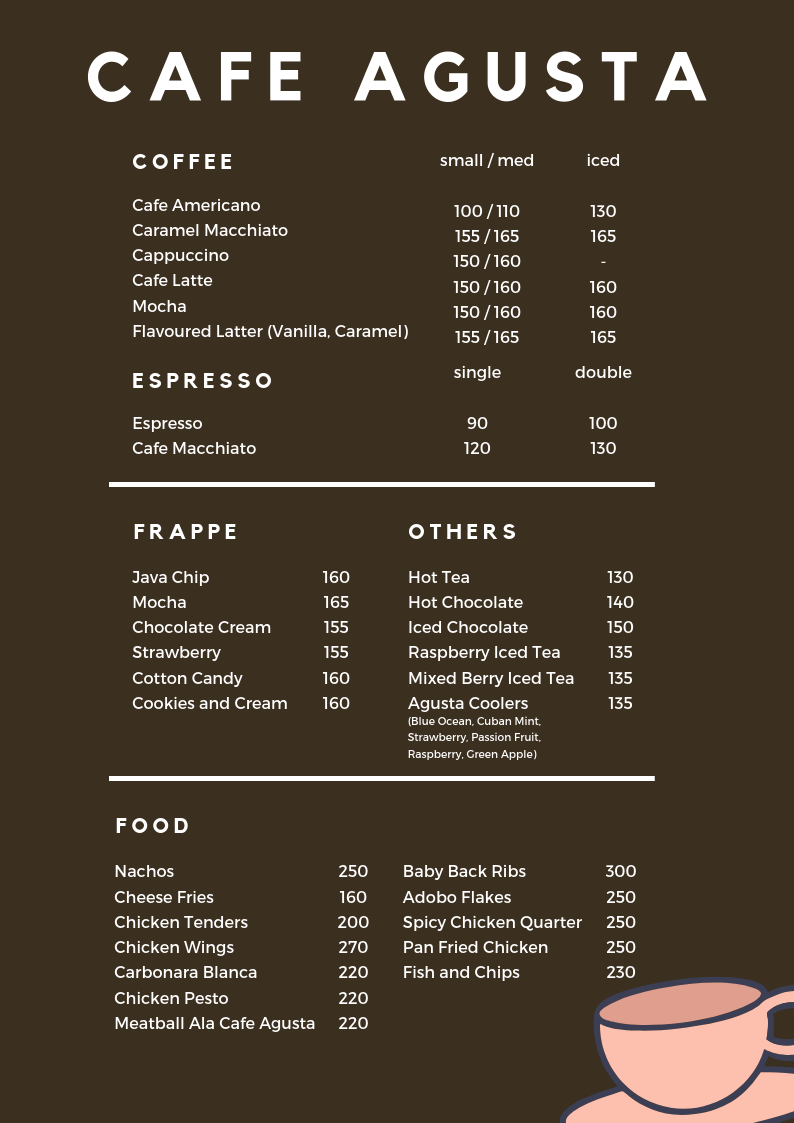 CAFE AGUSTA
COFFEE small / med iced
Cafe Americano 100 / 110 130
Caramel Macchiato 155 / 165 165
Cappuccino 150 / 160 -
Cafe Latte 150 / 160 160
Mocha 150 / 160 160
Flavoured Latter (Vanilla, Caramel) 155 / 165 165
ESPRESSO single double
Espresso 90 100
Cafe Macchiato 120 130
FRAPPE
Java Chip 160
Mocha 165
Chocolate Cream 155
Strawberry 155
Cotton Candy 160
Cookies and Cream 160
OTHERS
Hot Tea 130
Hot Chocolate 140
Iced Chocolate 150
Raspberry Iced Tea 135
Mixed Berry Iced Tea 135
Agusta Coolers 135
(Blue Ocean, Cuban Mint,
Strawberry, Passion Fruit,
Raspberry, Green Apple)
FOOD
Nachos 250
Cheese Fries 160
Chicken Tenders 200
Chicken Wings 270
Carbonara Blanca 220
Chicken Pesto 220
Meatball Ala Cafe Agusta 220
Baby Back Ribs 300
Adobo Flakes 250
Spicy Chicken Quarter 250
Pan Fried Chicken 250
Fish and Chips 230